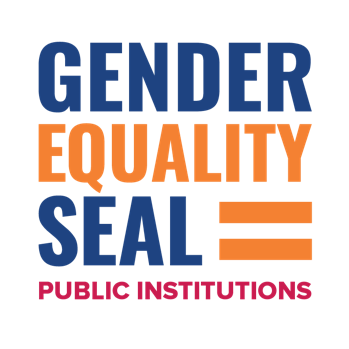 GENDER
EQUALITY
SEAL
PUBLIC INSTITUTIONS